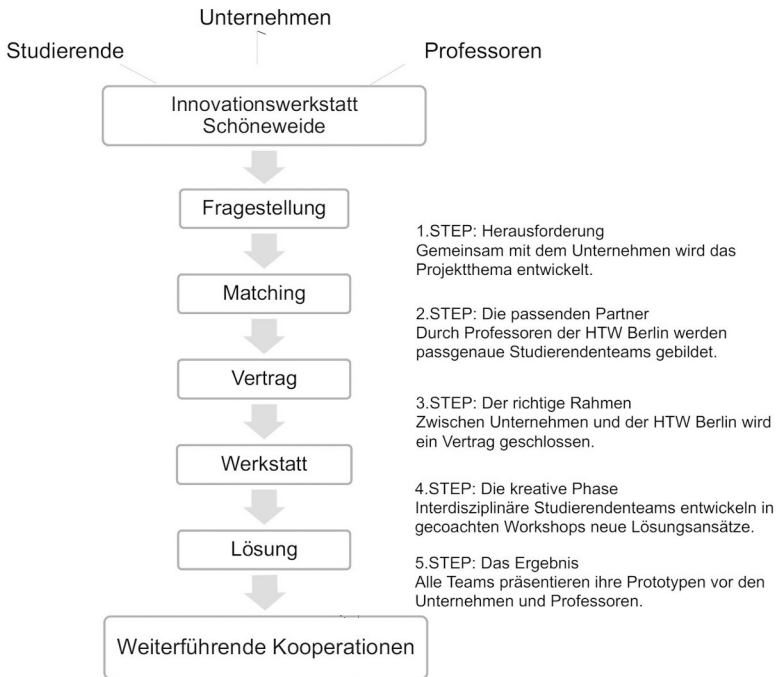 Unternehmen
Studierende
Professoren
Innovationswerkstatt
Schöneweide
Fragestellung
1.STEP: Herausforderung
Gemeinsam mit dem Unternehmen wird das
Projektthema entwickelt.
Matching
2.STEP: Die passenden Partner
Durch Professoren der HTW Berlin werden
passgenaue Studierendenteams gebildet.
Vertrag
3.STEP: Der richtige Rahmen
Zwischen Unternehmen und der HTW Berlin wird
ein Vertrag geschlossen.
Werkstatt
4.STEP: Die kreative Phase
Interdisziplinäre Studierendenteams entwickeln in
gecoachten Workshops neue Lösungsansätze.
Lösung
5.STEP: Das Ergebnis
Alle Teams präsentieren ihre Prototypen vor den
Unternehmen und Professoren.
Weiterführende Kooperationen